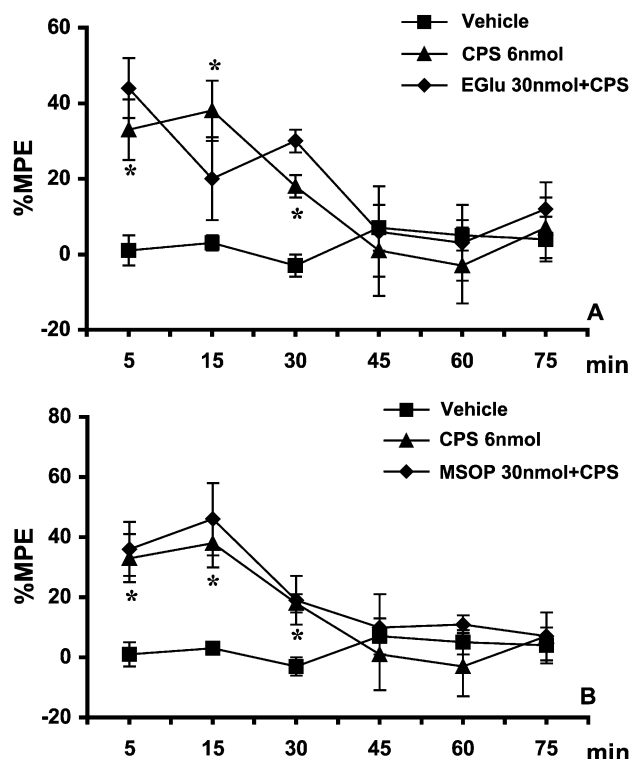 Vehicle
CPS 6nmol
EGlu 30nmol+CPS
%MPE
60
40
20
0
-20
*
*
*
A
5 15 30 45 60 75 min
Vehicle
CPS 6nmol
MSOP 30nmol+CPS
%MPE
80
60
40
20
0
-20
*
*
*
B
5 15 30 45 60 75 min